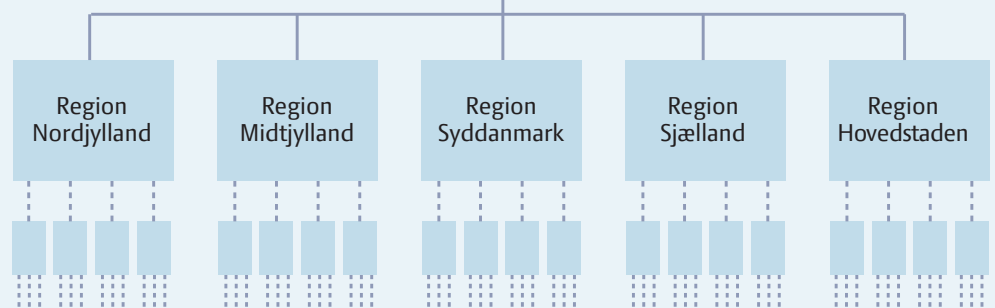 Region
Nordjylland
Region
Midtjylland
Region
Syddanmark
Region
Sjælland
Region
Hovedstaden